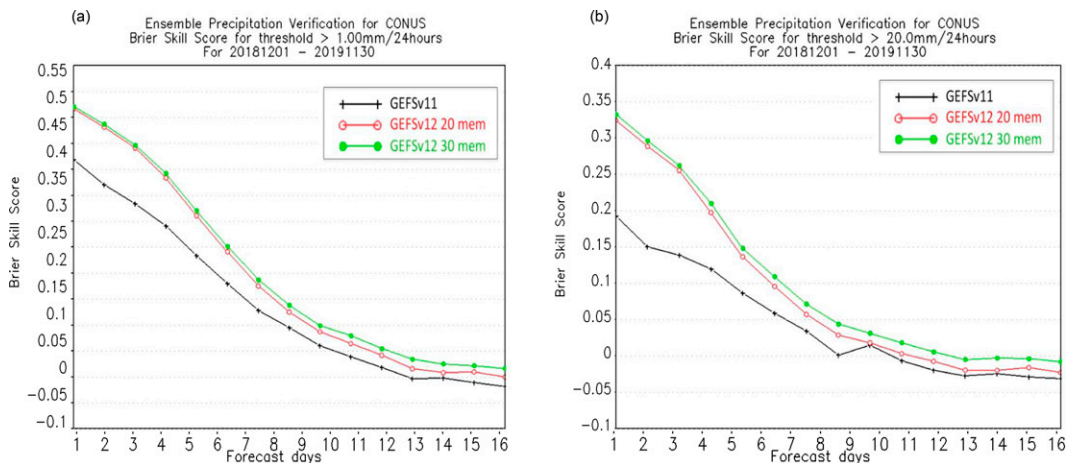 (a)
Ensemble Precipitation Verification for CONUS
Brier Skill Score for threshold > 1.00mm/24hours
For 20181201 - 20191130
Brier Skill Score
0.55
0.5
0.45
0.4
0.35
0.3
0.25
0.2
0.15
0.1
0.05
0
-0.05
-0.1
GEFSv11
GEFSv12 20 mem
GEFSv12 30 mem
1 2 3 4 5 6 7 8 9 10 11 12 13 14 15 16
Forecast days
(b)
Ensemble Precipitation Verification for CONUS
Brier Skill Score for threshold > 20.0mm/24hours
For 20181201 - 20191130
Brier Skill Score
0.4
0.35
0.3
0.25
0.2
0.15
0.1
0.05
0
-0.05
-0.1
GEFSv11
GEFSv12 20 mem
GEFSv12 30 mem
1 2 3 4 5 6 7 8 9 10 11 12 13 14 15 16
Forecast days